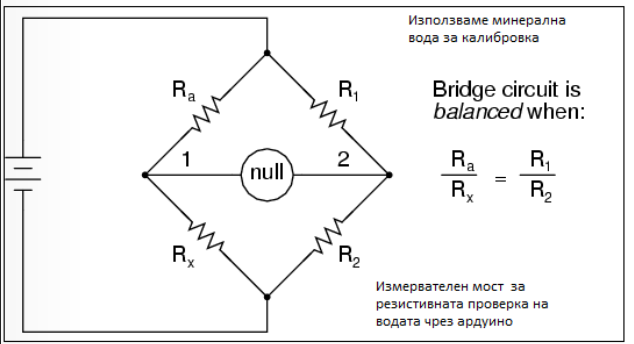 Използваме минерална
вода за калибровка
Bridge circuit is
balanced when:
Ra
R1
1
2
null
Ra
Rx
=
R1
R2
Rx
R2
Измервателен мост за
резистивната проверка на
водата чрез ардуино